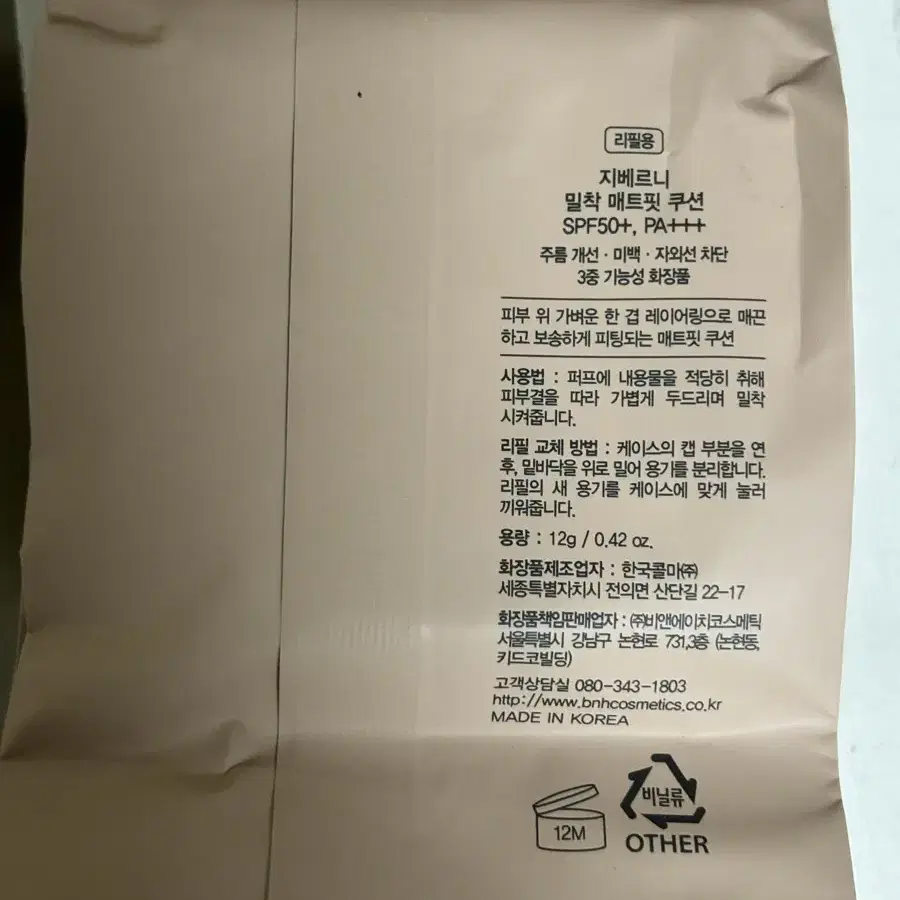 리필용
지베르니
밀착 매트핏 쿠션
SPF50+, PA+++
주름 개선 · 미백 · 자외선 차단
3중 기능성 화장품
피부 위 가벼운 한 겹 레이어링으로 매끈
하고 보송하게 피팅되는 매트핏 쿠션
사용법 : 퍼프에 내용물을 적당히 취해
피부결을 따라 가볍게 두드리며 밀착
시켜줍니다.
리필 교체 방법 : 케이스의 캡 부분을 연
후, 밑바닥을 위로 밀어 용기를 분리합니다.
리필의 새 용기를 케이스에 맞게 눌러
끼워줍니다.
용량 : 12g / 0.42 oz.
화장품제조업자 : 한국콜마㈜
세종특별자치시 전의면 산단길 22-17
화장품책임판매업자 : ㈜비앤에이치코스메틱
서울특별시 강남구 논현로 731,3층 (논현동,
키드코빌딩)
고객상담실 080-343-1803
http://www.bnhcosmetics.co.kr
MADE IN KOREA
12M
비닐류
OTHER